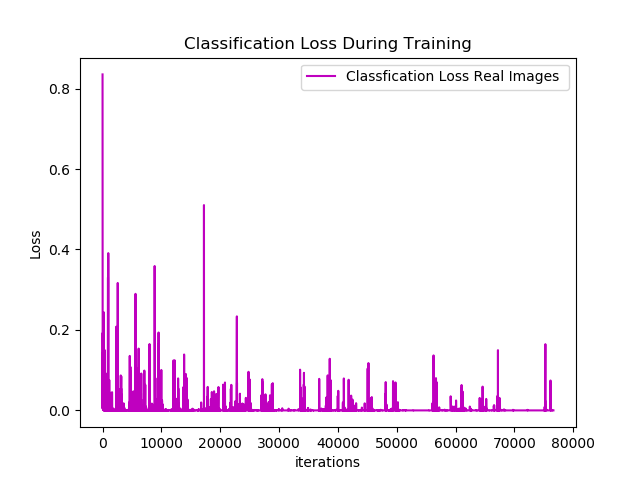 Classification Loss During Training
Classfication Loss Real Images
0.8
0.6
0.4
0.2
0.0
Loss
0 10000 20000 30000 40000 50000 60000 70000 80000
iterations